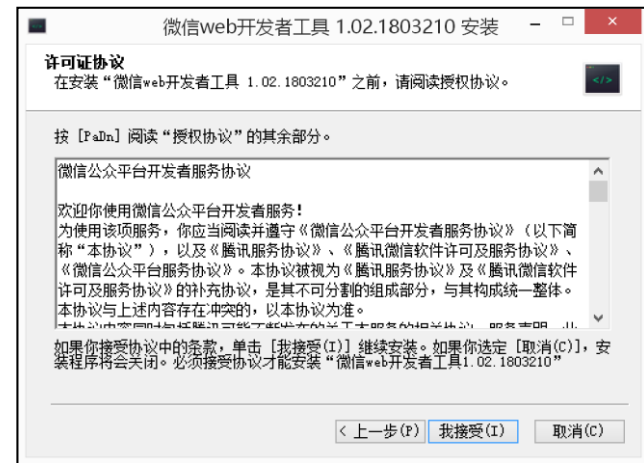 微信web开发者工具 1.02.1803210 安装
许可证协议
在安装“微信web开发者工具 1.02.1803210”之前，请阅读授权协议。
按 [PaDn] 阅读“授权协议”的其余部分。
微信公众平台开发者服务协议
欢迎你使用微信公众平台开发者服务！
为使用该项服务，你应当阅读并遵守《微信公众平台开发者服务协议》（以下简
称“本协议”），以及《腾讯服务协议》、《腾讯微信软件许可及服务协议》、
《微信公众平台服务协议》。本协议被视为《腾讯服务协议》及《腾讯微信软件
许可及服务协议》的补充协议，是其不可分割的组成部分，与其构成统一整体。
本协议与上述内容存在冲突的，以本协议为准。
如果你接受协议中的条款，单击 [我接受(I)] 继续安装。如果你选定 [取消(C)]，安
装程序将会关闭。必须接受协议才能安装“微信web开发者工具1.02.1803210”
< 上一步(P) 我接受(I) 取消(C)